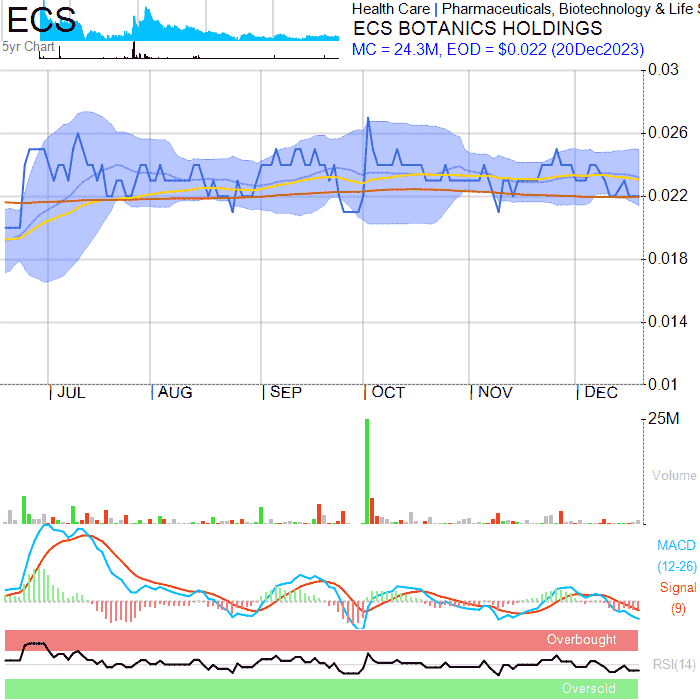 ECS
5yr Chart
Health Care | Pharmaceuticals, Biotechnology & Life S
ECS BOTANICS HOLDINGS
MC = 24.3M, EOD = $0.022 (20Dec2023)
0.03
0.026
0.022
0.018
0.014
0.01
JUL AUG SEP OCT NOV DEC
25M
Volume
MACD
(12-26)
Signal
(9)
Overbought
RSI(14)
Oversold